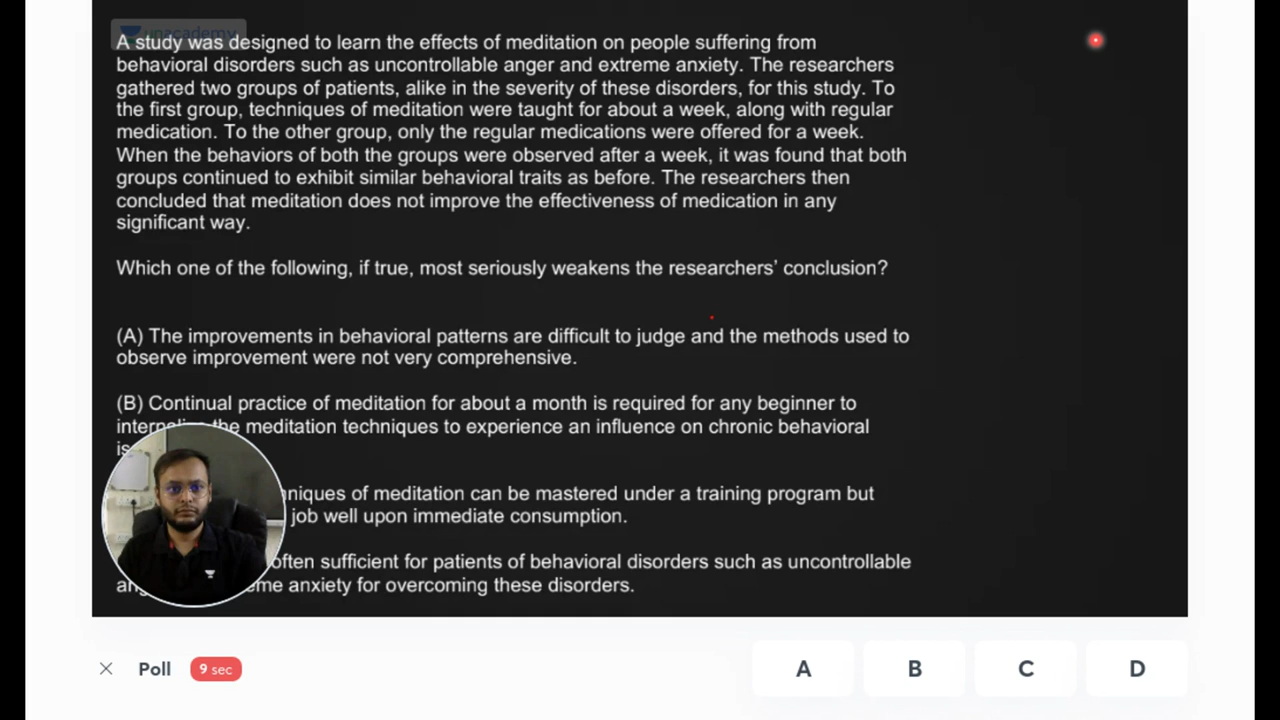 unacademy
A study was designed to learn the effects of meditation on people suffering from
behavioral disorders such as uncontrollable anger and extreme anxiety. The researchers
gathered two groups of patients, alike in the severity of these disorders, for this study. To
the first group, techniques of meditation were taught for about a week, along with regular
medication. To the other group, only the regular medications were offered for a week.
When the behaviors of both the groups were observed after a week, it was found that both
groups continued to exhibit similar behavioral traits as before. The researchers then
concluded that meditation does not improve the effectiveness of medication in any
significant way.
Which one of the following, if true, most seriously weakens the researchers' conclusion?
(A) The improvements in behavioral patterns are difficult to judge and the methods used to
observe improvement were not very comprehensive.
(B) Continual practice of meditation for about a month is required for any beginner to
the meditation techniques to experience an influence on chronic behavioral
of meditation can be mastered under a training program but
job well upon immediate consumption.
often sufficient for patients of behavioral disorders such as uncontrollable
anxiety for overcoming these disorders.
Poll 9 sec A B C D